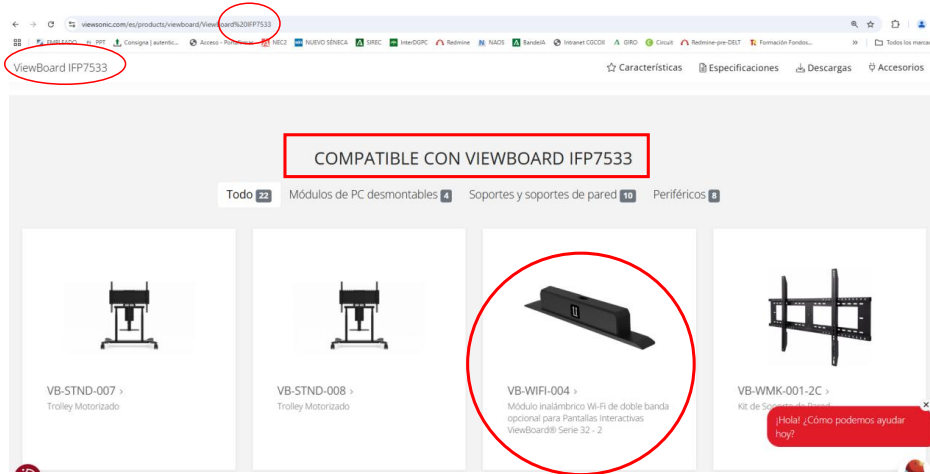 viewsonic.com/es/products/viewboard/ViewBoard%20IFP7533
EMPLEADO PPT Consigna | autentic... Acceso - Portafirmas NEC2 NUEVO SÉNECA SIREC InterDGPC Redmine NAOS BandeJA Intranet CGCOII GIRO Circuit Redmine-pre-DELT Formación Fondos... » Todos los marca
ViewBoard IFP7533 Características Especificaciones Descargas Accesorios
COMPATIBLE CON VIEWBOARD IFP7533
Todo 22 Módulos de PC desmontables 4 Soportes y soportes de pared 10 Periféricos 8
VB-STND-007 > VB-STND-008 > VB-WIFI-004 > VB-WMK-001-2C >
Trolley Motorizado Trolley Motorizado Módulo inalámbrico Wi-Fi de doble banda Kit de Soporte de Pared
opcional para Pantallas Interactivas
ViewBoard® Serie 32 - 2
¡Hola! ¿Cómo podemos ayudar
hoy?